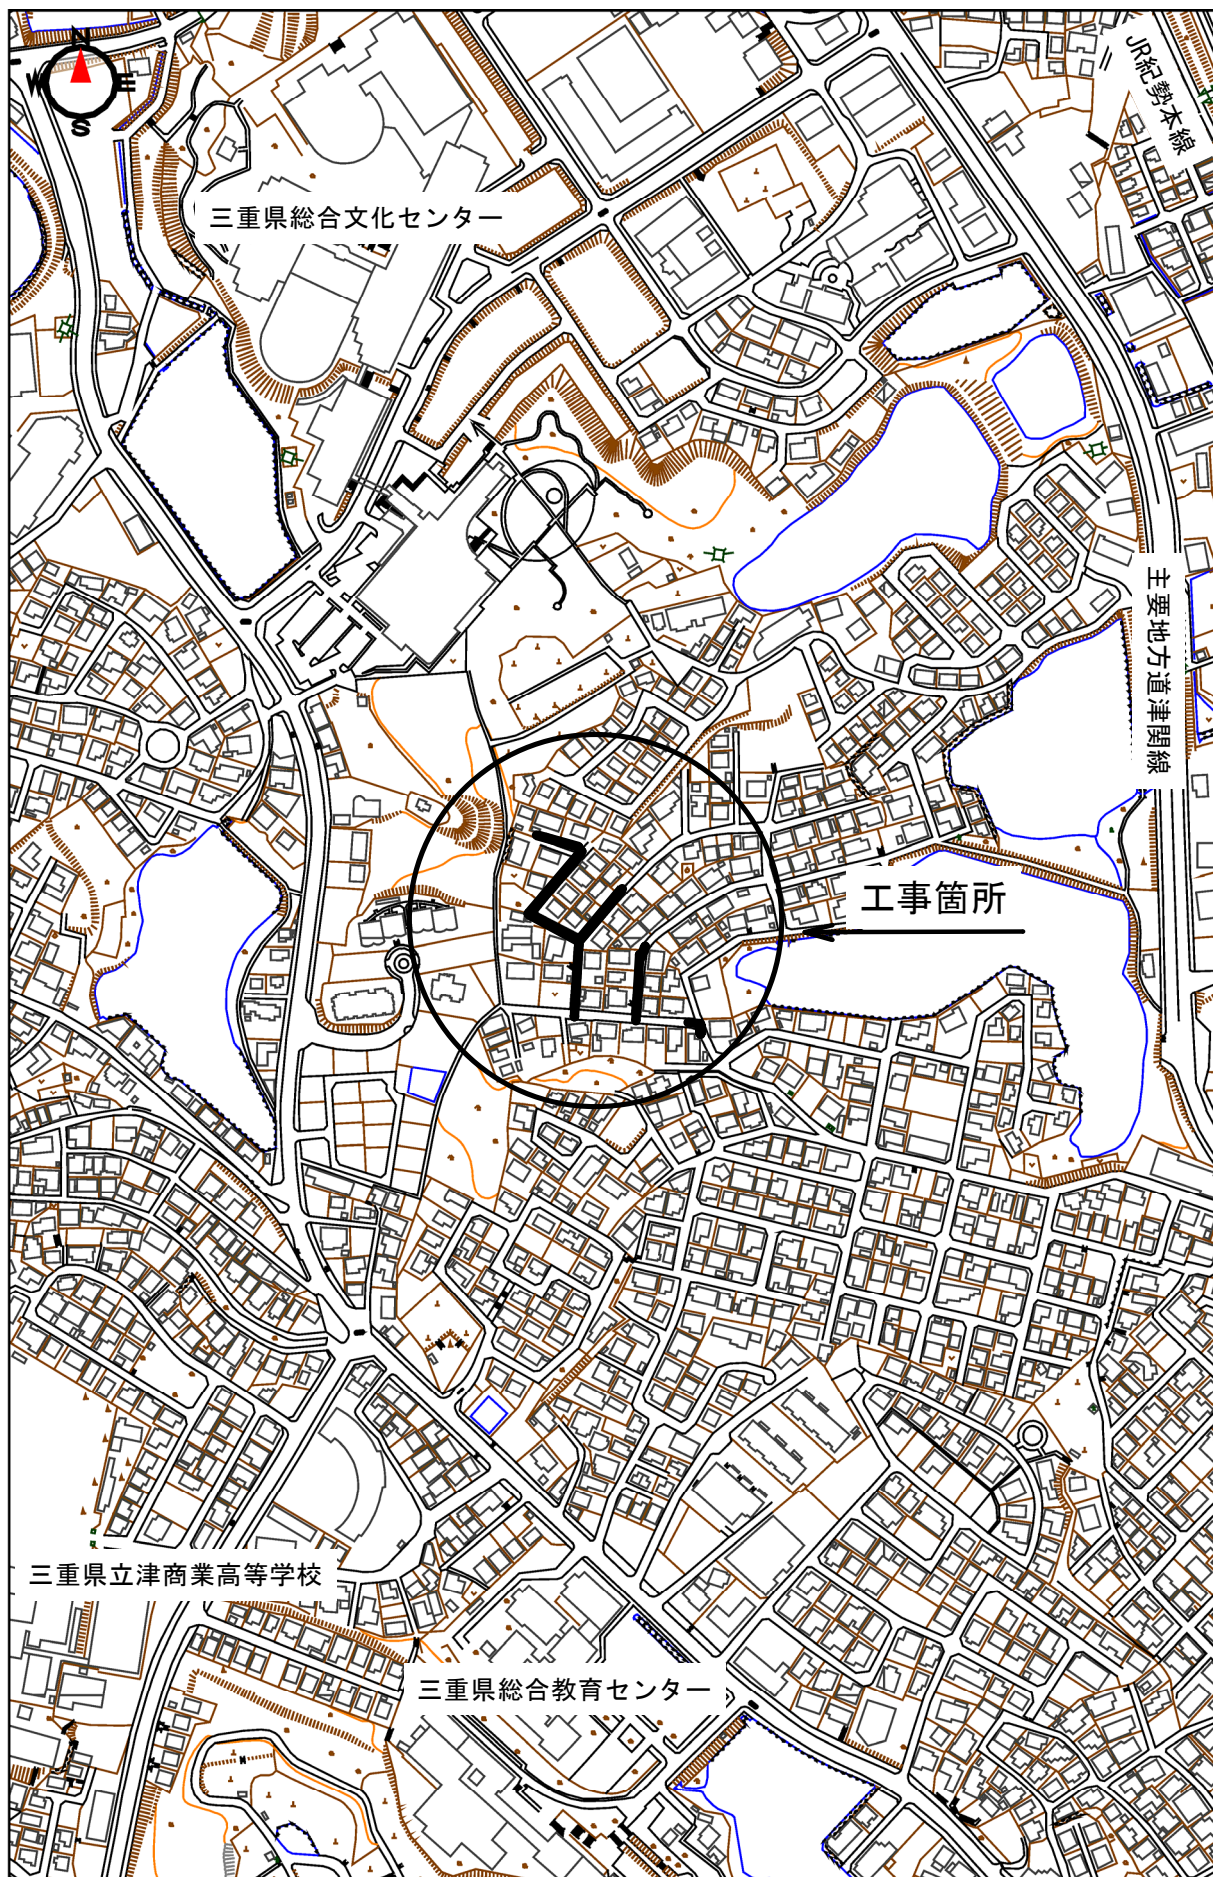 N
W
E
S
JR紀勢本線
三重県総合文化センター
主要地方道津関線
工事箇所
三重県立津商業高等学校
三重県総合教育センター